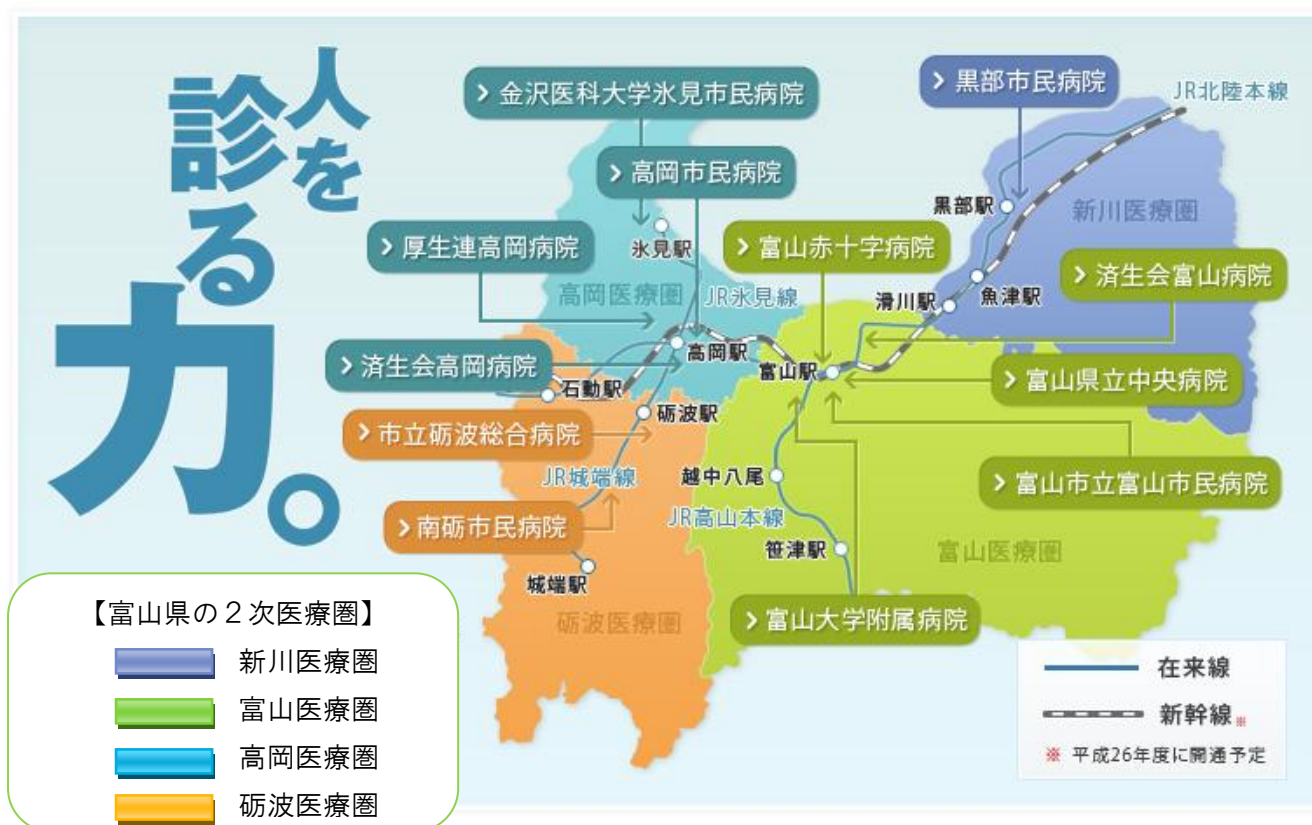 人を
診る
力。
> 金沢医科大学氷見市民病院
> 黒部市民病院
JR北陸本線
> 高岡市民病院
黒部駅
新川医療圏
> 厚生連高岡病院
氷見駅
> 富山赤十字病院
> 済生会富山病院
高岡医療圏
JR氷見線
滑川駅
魚津駅
> 済生会高岡病院
高岡駅
富山駅
> 富山県立中央病院
石動駅
砺波駅
> 市立砺波総合病院
JR城端線
越中八尾
> 富山市立富山市民病院
> 南砺市民病院
JR高山本線
笹津駅
富山医療圏
城端駅
砺波医療圏
> 富山大学附属病院
【富山県の2次医療圏】
新川医療圏
富山医療圏
高岡医療圏
砺波医療圏
在来線
新幹線※
※ 平成26年度に開通予定